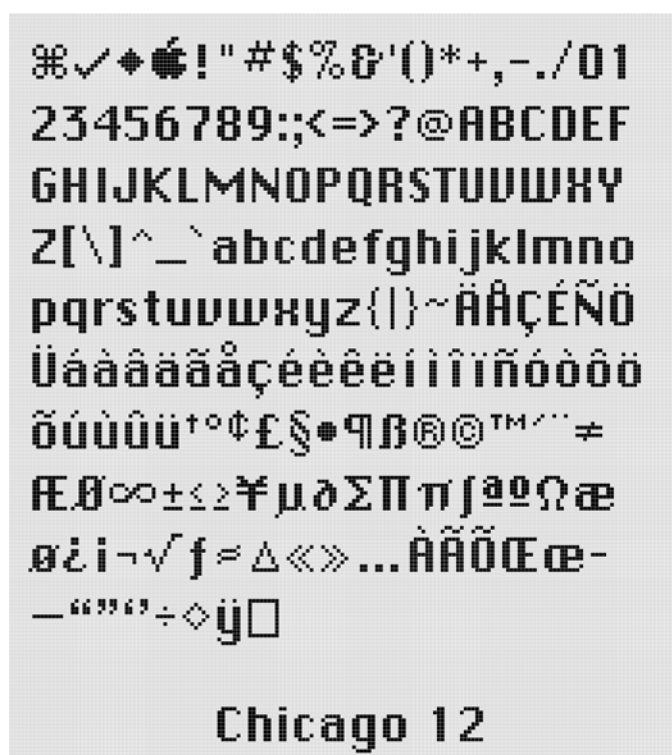 ⌘✓◆!"#$%&'()*+,-./01
23456789:;<=>?@ABCDEF
GHIJKLMNOPQRSTUVWXY
Z[\]^_`abcdefghijklmno
pqrstuvwxyz{|}~ÄÅÇÉÑÖ
Üáàâäãåçéèêëíìîïñóòôö
õúùûü†°¢£§•¶ß®©™´¨≠
ÆØ∞±≤≥¥µ∂∑∏π∫ªºΩæ
ø¿¡¬√ƒ≈∆«»…ÀÃÕŒœ–
—“”‘’÷◊ÿ□
Chicago 12